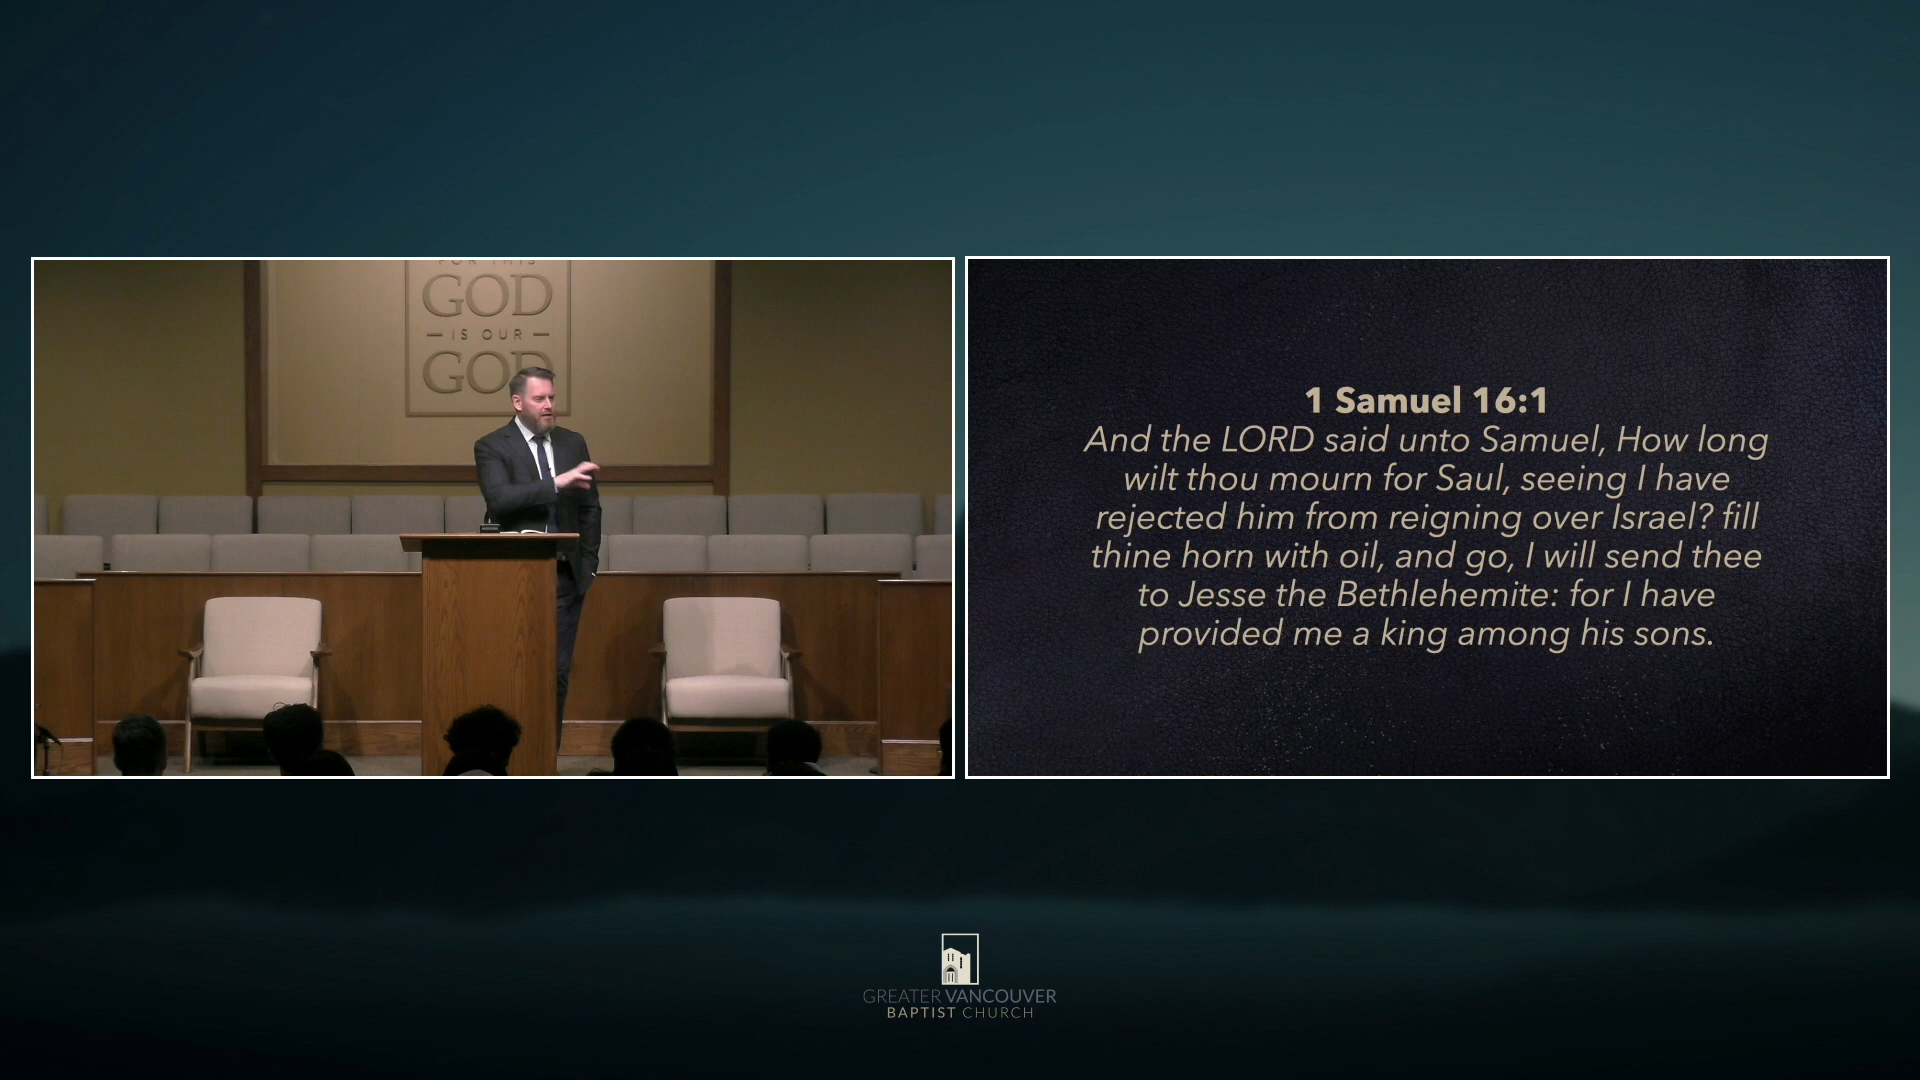 FOR THIS
GOD
IS OUR
GOD
1 Samuel 16:1
And the LORD said unto Samuel, How long
wilt thou mourn for Saul, seeing I have
rejected him from reigning over Israel? fill
thine horn with oil, and go, I will send thee
to Jesse the Bethlehemite: for I have
provided me a king among his sons.
GREATER VANCOUVER
BAPTIST CHURCH